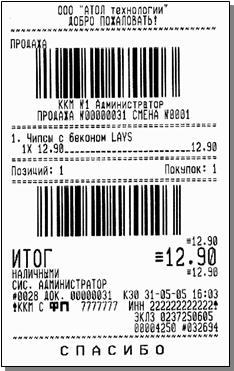 ООО "АТОЛ технологии"
ДОБРО ПОЖАЛОВАТЬ!
ПРОДАЖА
ККМ №1 Администратор
ПРОДАЖА №00000031 СМЕНА №0001
1. Чипсы с беконом LAYS
1X 12.90 12.90
Позиций: 1 Покупок: 1
≡12.90
ИТОГ ≡12.90
НАЛИЧНЫМИ ≡12.90
СИС. АДМИНИСТРАТОР
#0028 ДОК. 00000031 К30 31-05-05 16:03
*ККМ С ФП 7777777 ИНН 222222222222*
ЭКЛЗ 0237250605
00004250 #032694
СПАСИБО